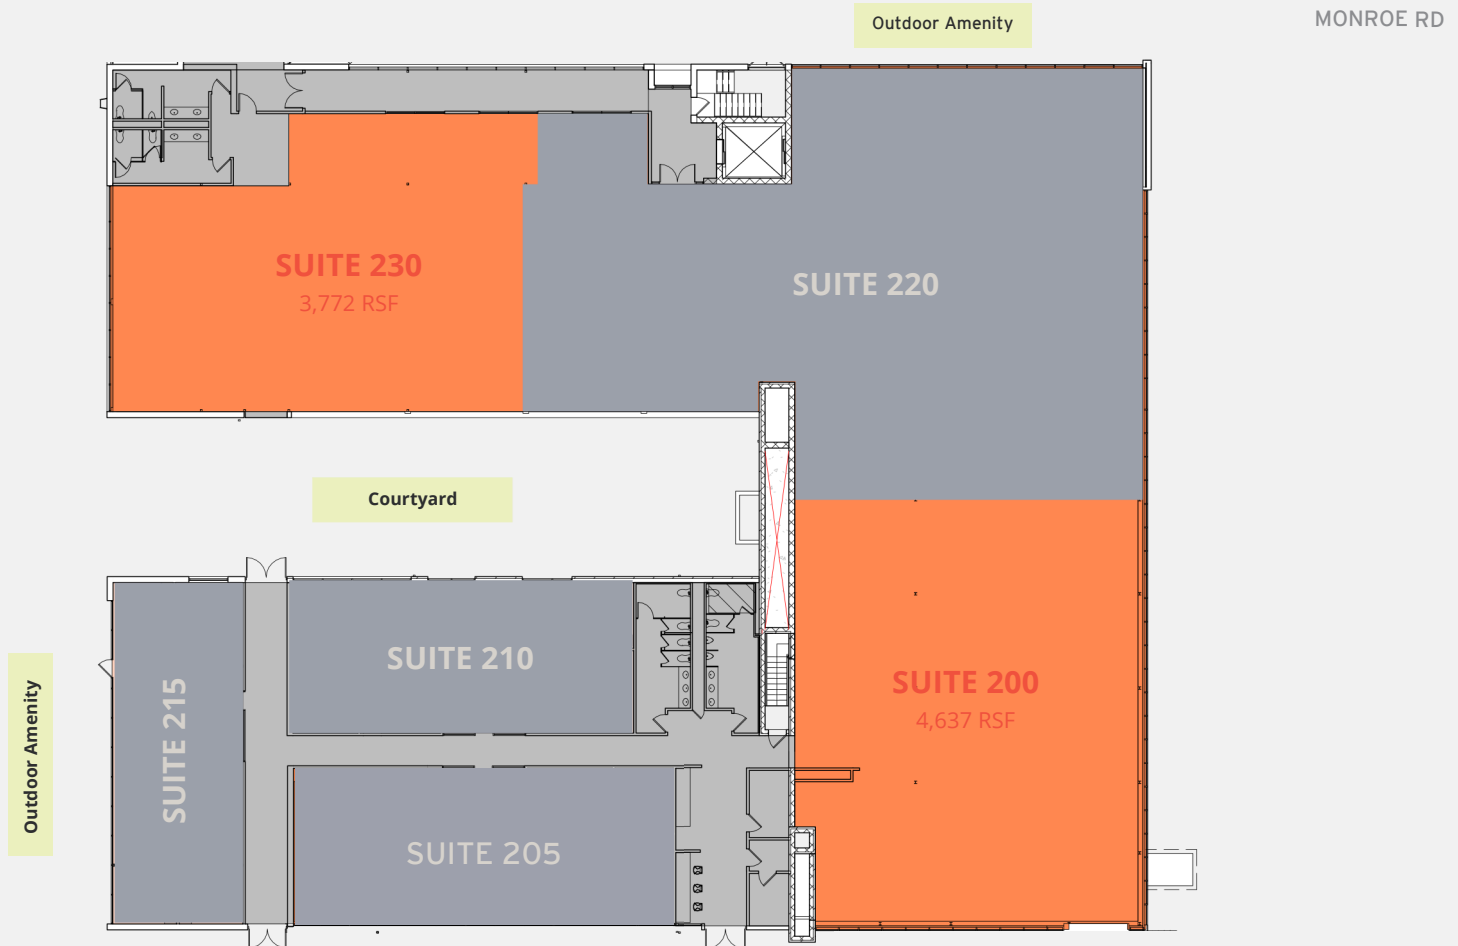 Outdoor Amenity
MONROE RD
SUITE 230
3,772 RSF
SUITE 220
Courtyard
SUITE 210
SUITE 215
Outdoor Amenity
SUITE 200
4,637 RSF
SUITE 205